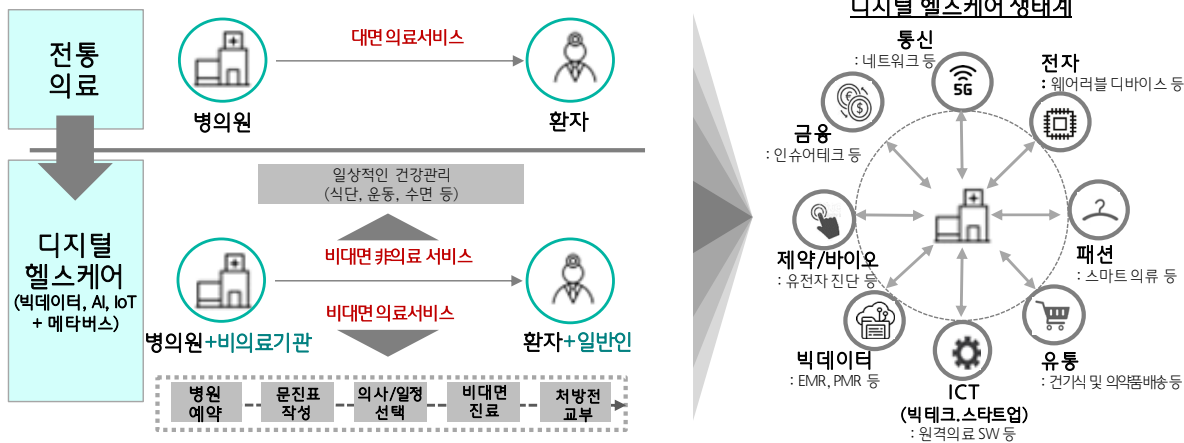 전통
의료
대면 의료서비스
병의원
환자
디지털
헬스케어
(빅데이터, AI, IoT
+ 메타버스)
일상적인 건강관리
(식단, 운동, 수면 등)
비대면 非의료 서비스
비대면 의료서비스
병의원+비의료기관
환자+일반인
병원
예약
문진표
작성
의사/일정
선택
비대면
진료
처방전
교부
디지털 헬스케어 생태계
통신
: 네트워크 등
5G
전자
: 웨어러블 디바이스 등
금융
: 인슈어테크 등
제약/바이오
: 유전자 진단 등
패션
: 스마트 의류 등
빅데이터
: EMR, PMR 등
유통
: 건기식 및 의약품배송 등
ICT
(빅테크.스타트업)
: 원격의료 SW 등